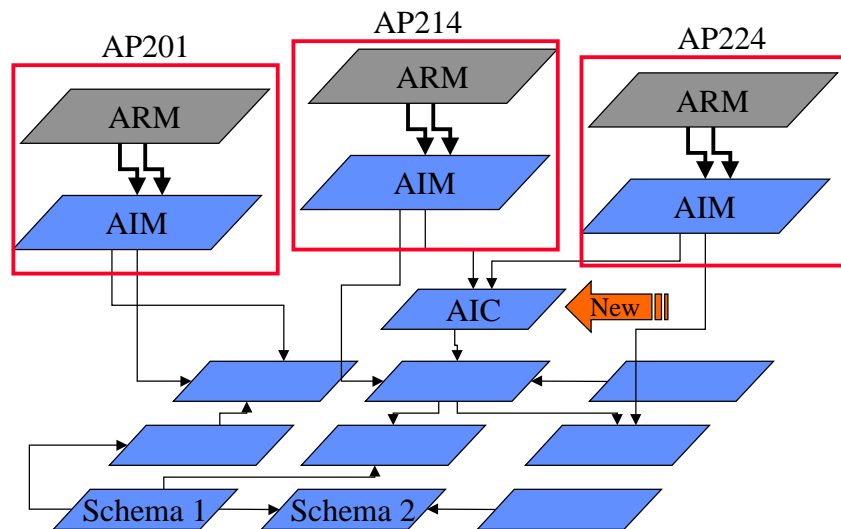 AP201
AP214
AP224
ARM
ARM
ARM
AIM
AIM
AIM
AIC
New
Schema 1
Schema 2